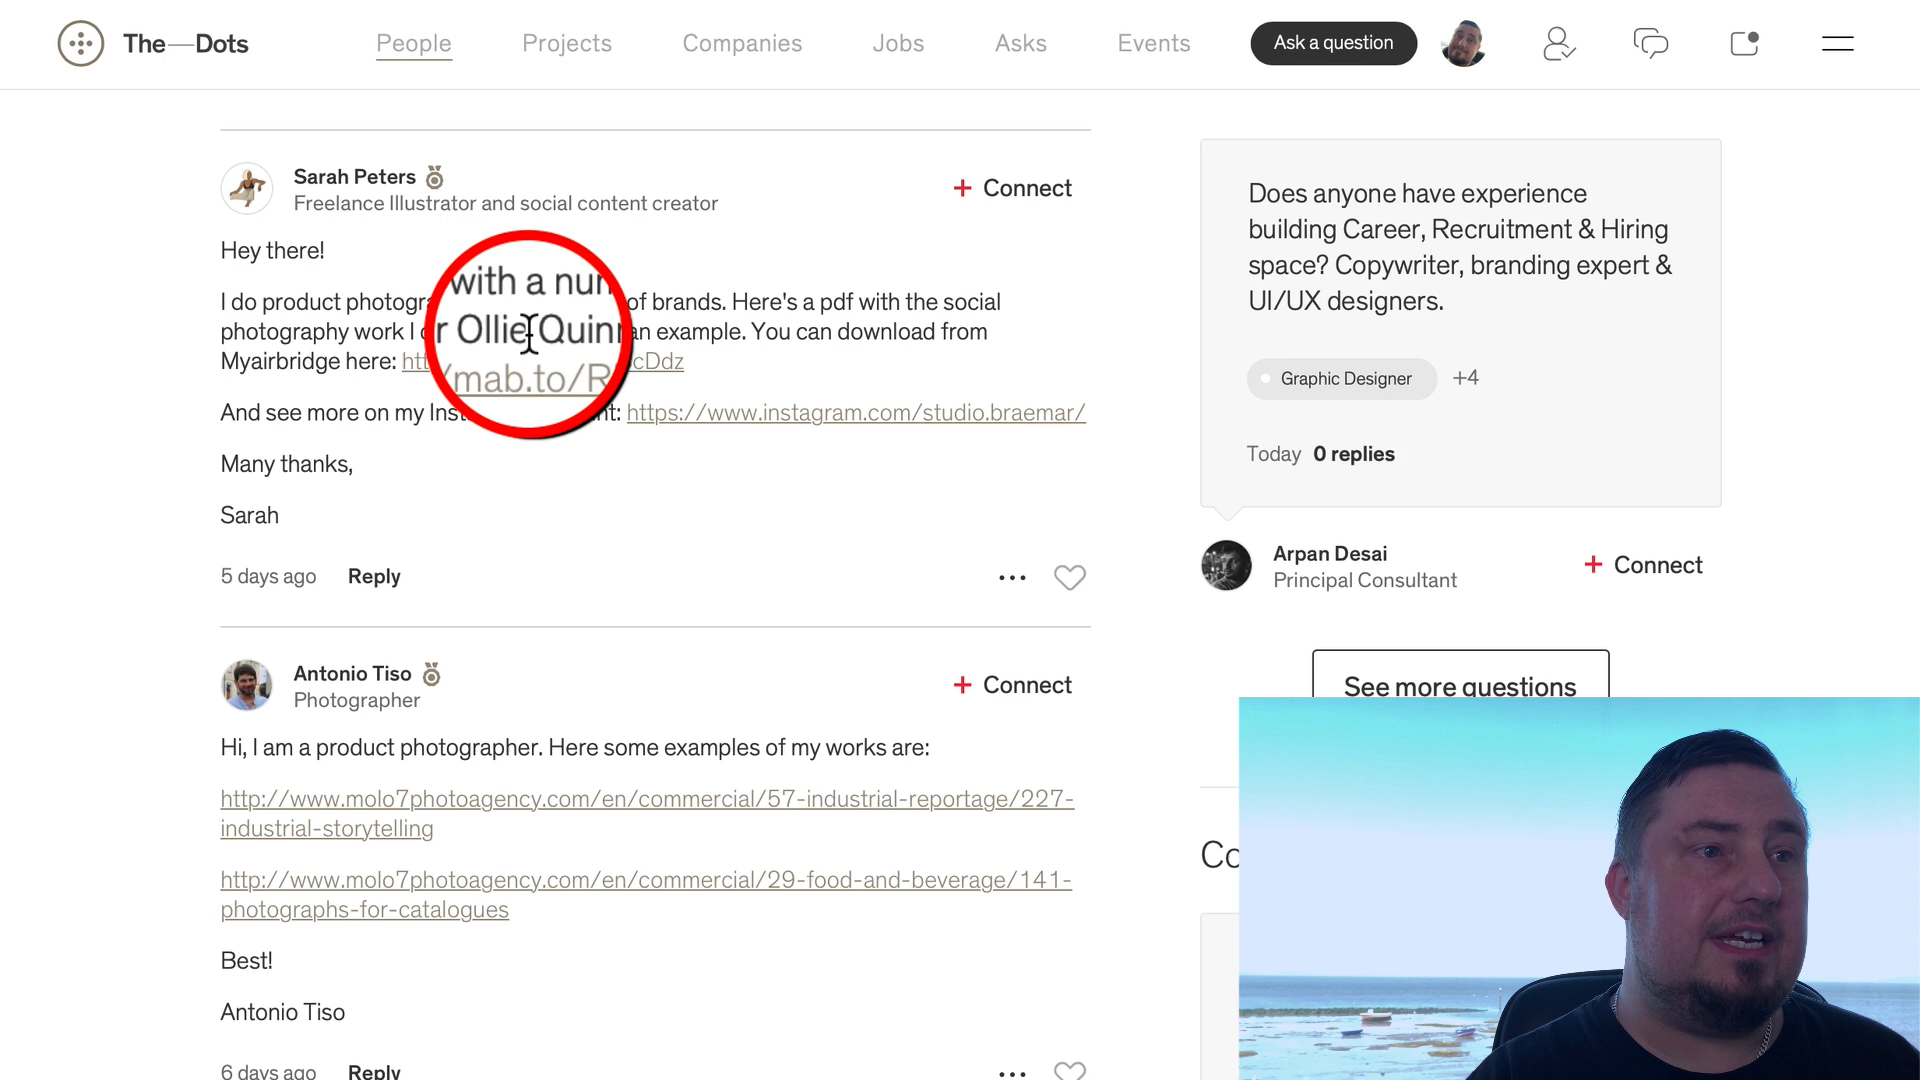 The—Dots
People
Projects
Companies
Jobs
Asks
Events
Ask a question
Sarah Peters
Freelance Illustrator and social content creator
+ Connect
Hey there!
I do product photogra with a num of brands. Here's a pdf with the social
photography work I r Ollie Quinn an example. You can download from
Myairbridge here: htt /mab.to/R cDdz
And see more on my Inst nt: https://www.instagram.com/studio.braemar/
Many thanks,
Sarah
5 days ago Reply
Antonio Tiso
Photographer
+ Connect
Hi, I am a product photographer. Here some examples of my works are:
http://www.molo7photoagency.com/en/commercial/57-industrial-reportage/227-
industrial-storytelling
http://www.molo7photoagency.com/en/commercial/29-food-and-beverage/141-
photographs-for-catalogues
Best!
Antonio Tiso
6 days ago Reply
Does anyone have experience
building Career, Recruitment & Hiring
space? Copywriter, branding expert &
UI/UX designers.
Graphic Designer +4
Today 0 replies
Arpan Desai
Principal Consultant
+ Connect
See more questions
Co